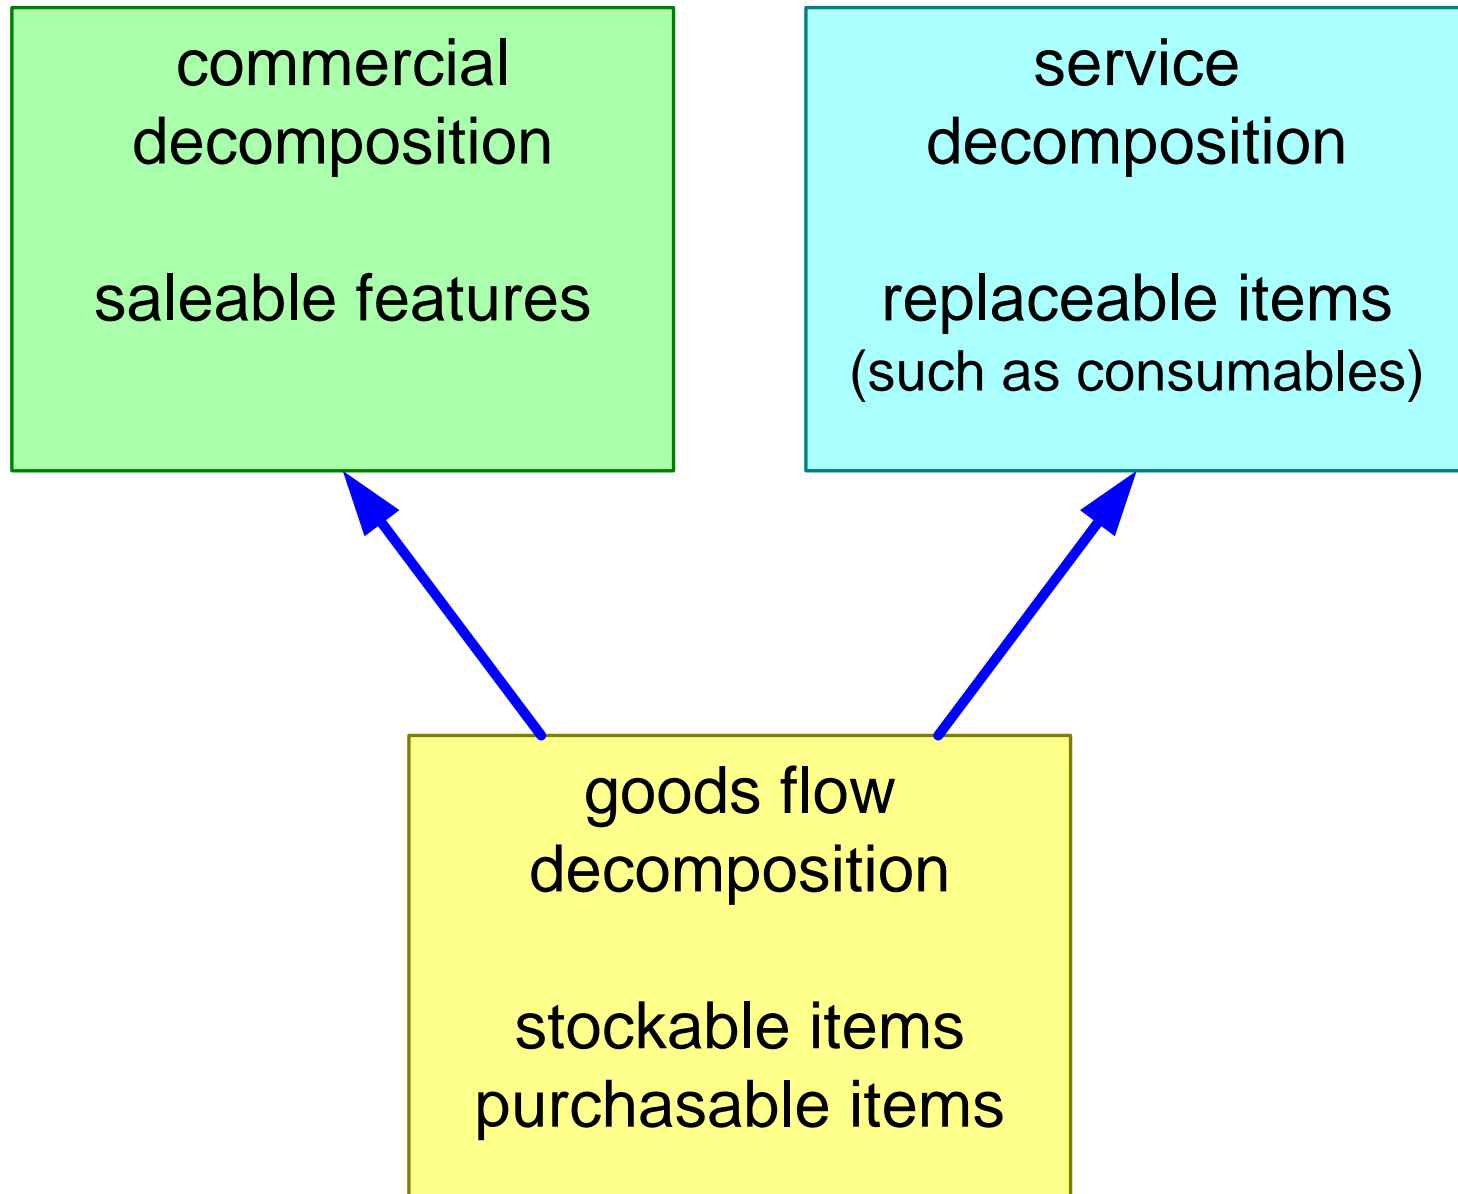 commercial
decomposition
saleable features
service
decomposition
replaceable items
(such as consumables)
goods flow
decomposition
stockable items
purchasable items